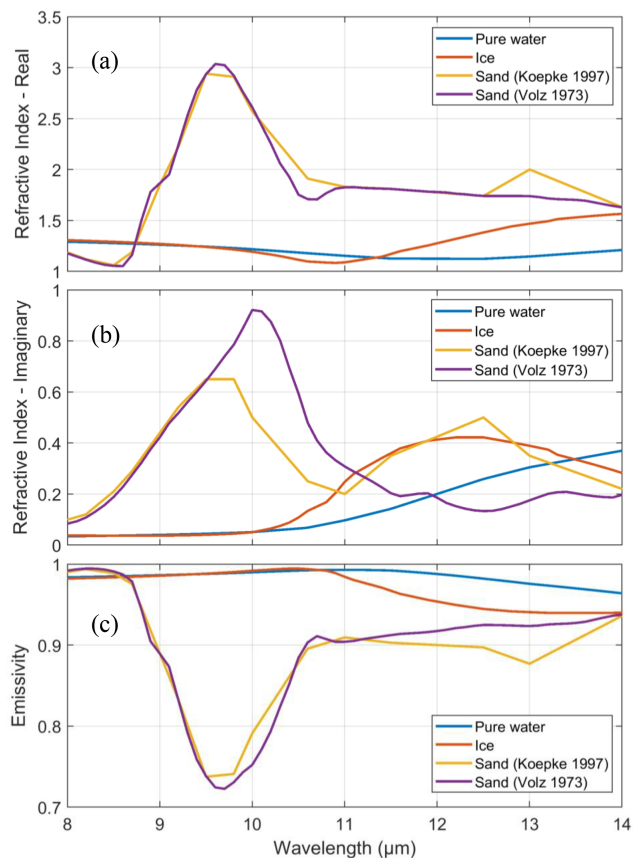 3.5
3
2.5
2
1.5
1
Refractive Index - Real
(a)
Pure water
Ice
Sand (Koepke 1997)
Sand (Volz 1973)
1
0.8
0.6
0.4
0.2
0
Refractive Index - Imaginary
(b)
Pure water
Ice
Sand (Koepke 1997)
Sand (Volz 1973)
1
0.9
0.8
0.7
Emissivity
(c)
Pure water
Ice
Sand (Koepke 1997)
Sand (Volz 1973)
8 9 10 11 12 13 14
Wavelength (μm)